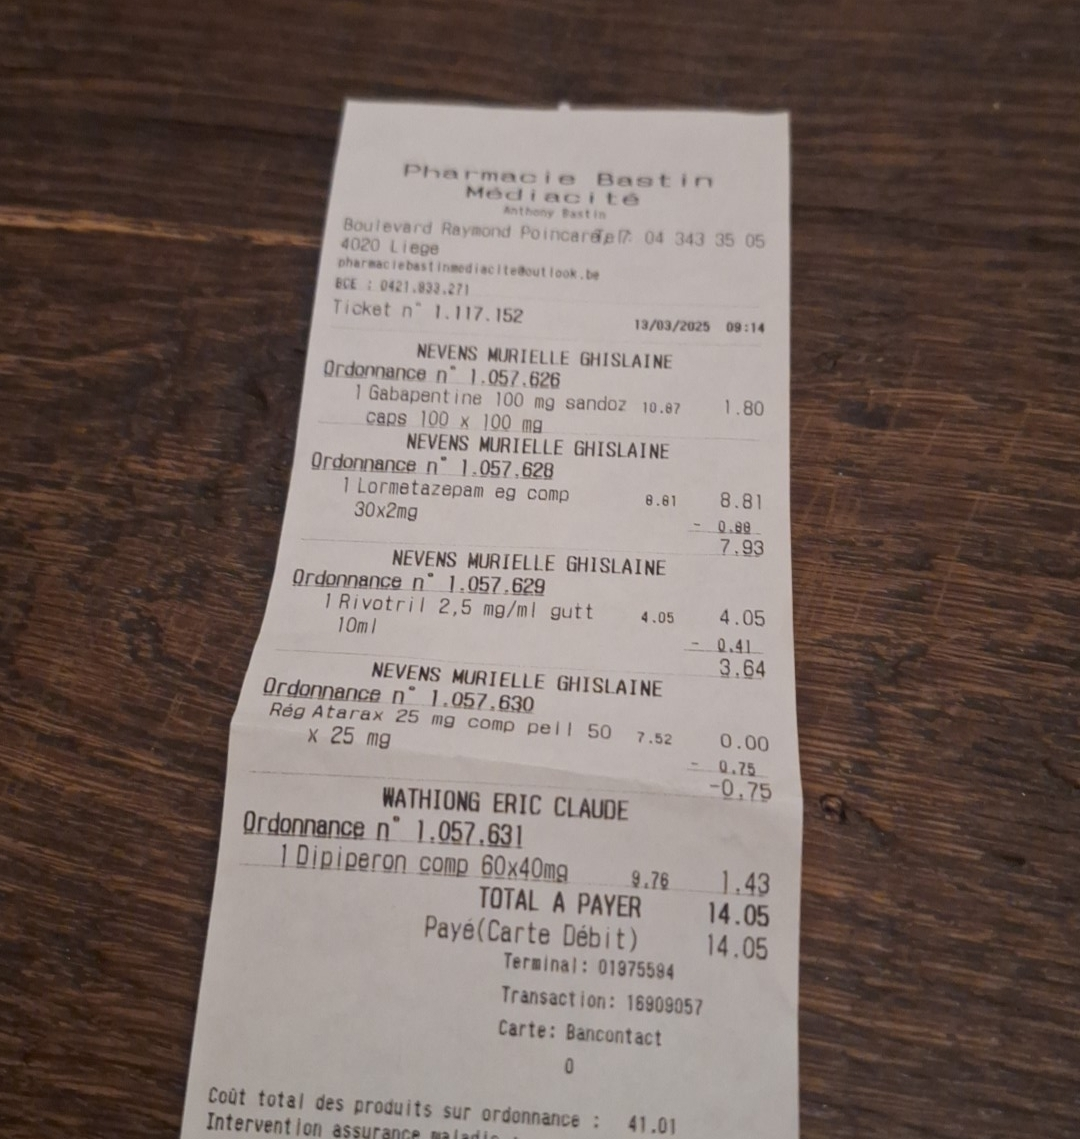 Pharmacie Bastin
Médiacité
Anthony Bastin
Boulevard Raymond Poincaré 7 04 343 35 05
4020 Liege
pharmaciebastinmediacite@outlook.be
BCE : 0421.833.271
Ticket n° 1.117.152
13/03/2025 09:14
NEVENS MURIELLE GHISLAINE
Ordonnance n° 1.057.626
1 Gabapentine 100 mg sandoz 10.87 1.80
caps 100 x 100 mg
NEVENS MURIELLE GHISLAINE
Ordonnance n° 1.057.628
1 Lormetazepam eg comp 8.81 8.81
30x2mg
- 0.88
7.93
NEVENS MURIELLE GHISLAINE
Ordonnance n° 1.057.629
1 Rivotril 2,5 mg/ml gutt 4.05 4.05
10ml
- 0.41
3.64
NEVENS MURIELLE GHISLAINE
Ordonnance n° 1.057.630
Rég Atarax 25 mg comp pell 50 7.52 0.00
x 25 mg
- 0.75
-0.75
WATHIONG ERIC CLAUDE
Ordonnance n° 1.057.631
1 Dipiperon comp 60x40mg 9.76 1.43
TOTAL A PAYER 14.05
Payé(Carte Débit) 14.05
Terminal: 01975594
Transaction: 16909057
Carte: Bancontact
0
Coût total des produits sur ordonnance : 41.01
Intervention assurance